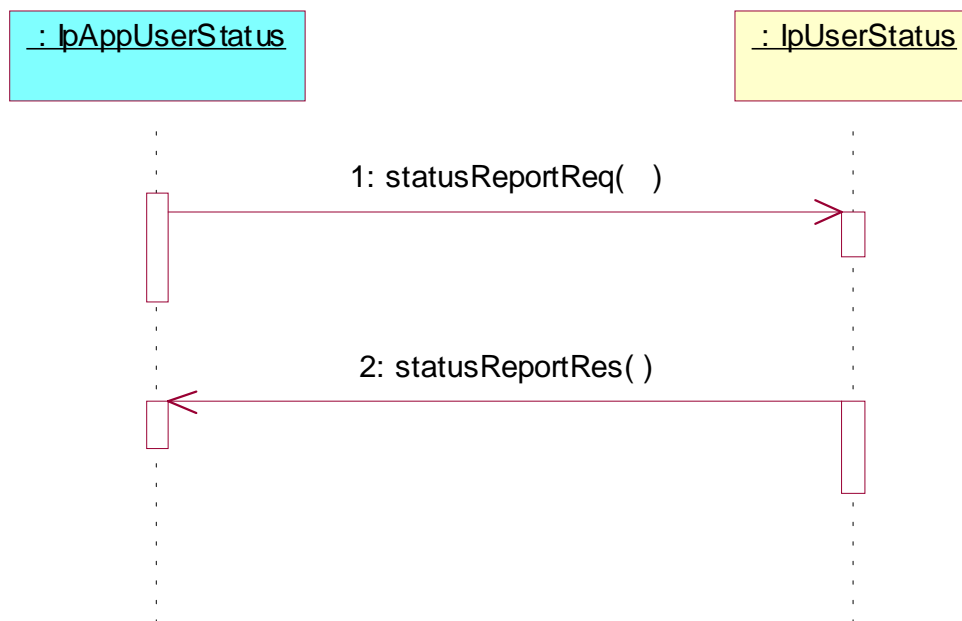 : IpAppUserStatus
: IpUserStatus
1: statusReportReq( )
2: statusReportRes( )